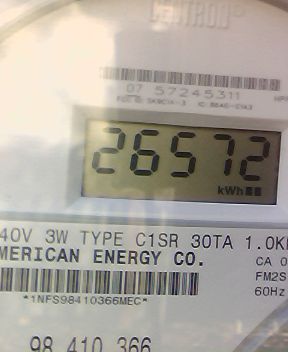 CENTRON
07 57245311
26572
kWh
40V 3W TYPE C1SR 30TA 1.0K
MERICAN ENERGY CO.
CA 0
FM2S
60Hz
*1NFS98410366MEC*
98 410 366